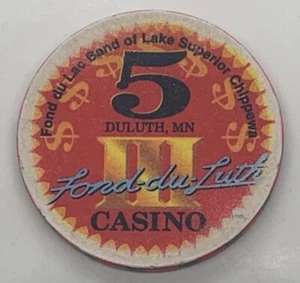 Fond du Lac Band of Lake Superior Chippewa
5
DULUTH, MN
III
Fond-du-Luth
CASINO